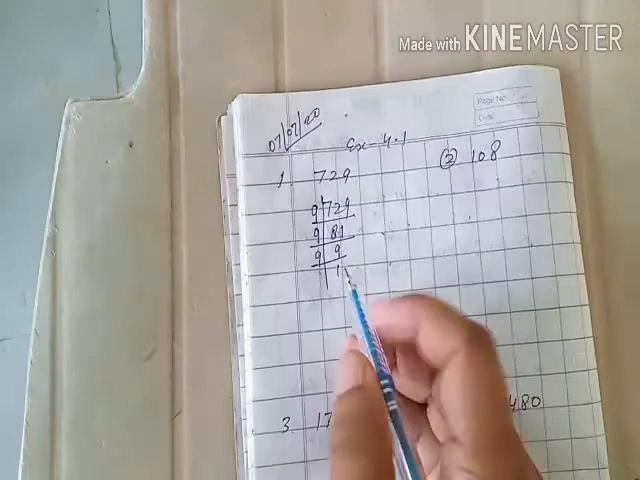 Made with KINEMASTER
Page No
Date
07/07/20
Ex - 4.1
1. 729
② 108
9 729
9 81
9 9
1
3. 17
480